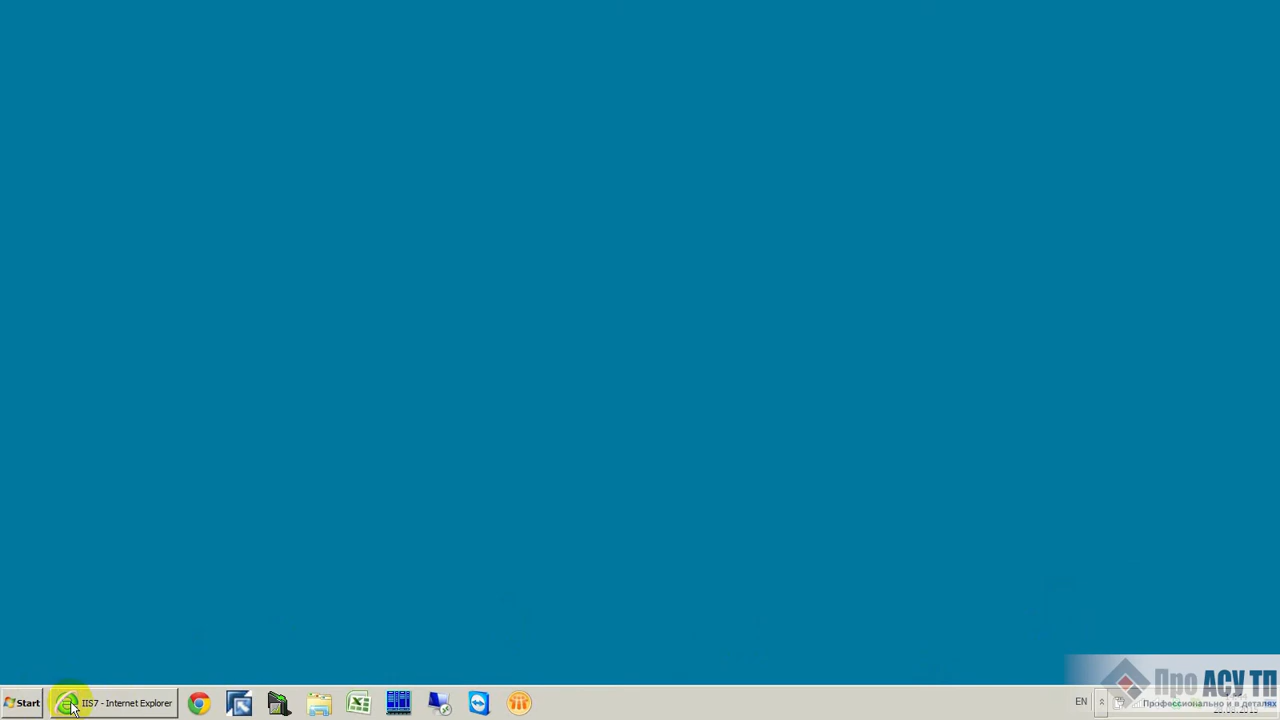 Start
IIS7 - Internet Explorer
EN
Про АСУ ТП
Профессионально и в деталях